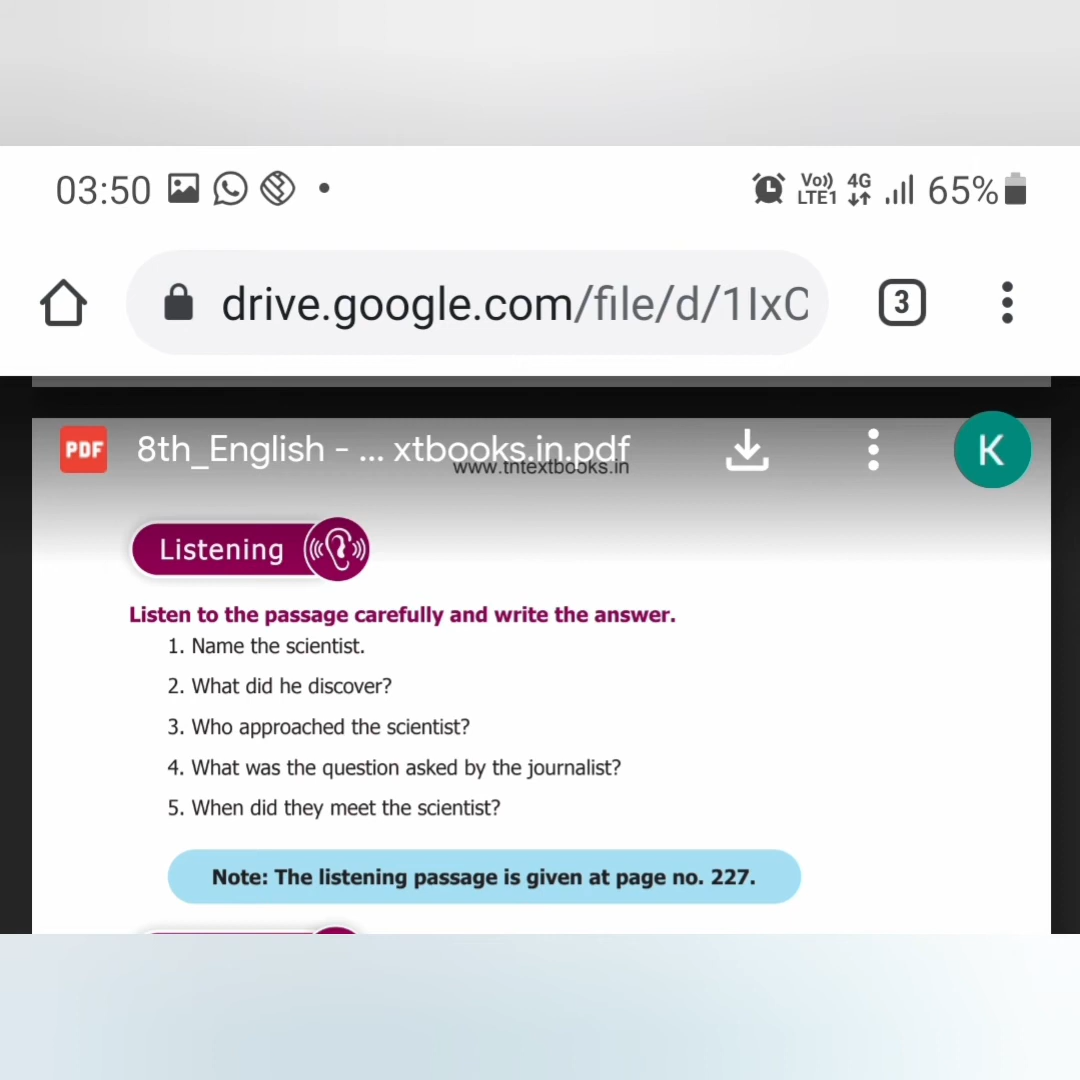 03:50
Vo)) LTE1 4G 65%
drive.google.com/file/d/1IxC
3
PDF 8th_English - ... xtbooks.in.pdf K
www.tntextbooks.in
Listening
Listen to the passage carefully and write the answer.
1. Name the scientist.
2. What did he discover?
3. Who approached the scientist?
4. What was the question asked by the journalist?
5. When did they meet the scientist?
Note: The listening passage is given at page no. 227.